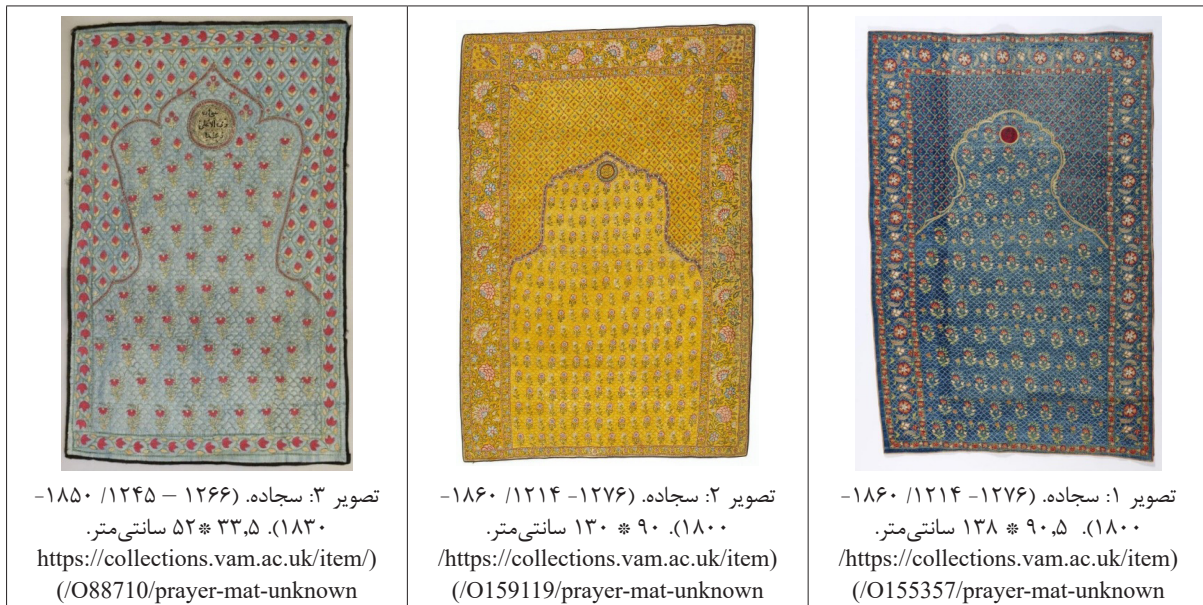 تصویر ۱: سجاده. (۱۲۷۶- ۱۲۱۴/ ۱۸۶۰-
۱۸۰۰). ۹۰٫۵ * ۱۳۸ سانتی‌متر.
(https://collections.vam.ac.uk/item/
O155357/prayer-mat-unknown/)
تصویر ۲: سجاده. (۱۲۷۶- ۱۲۱۴/ ۱۸۶۰-
۱۸۰۰). ۹۰ * ۱۳۰ سانتی‌متر.
(https://collections.vam.ac.uk/item/
O159119/prayer-mat-unknown/)
تصویر ۳: سجاده. (۱۲۶۶ – ۱۲۴۵/ ۱۸۵۰-
۱۸۳۰). ۳۳٫۵ * ۵۲ سانتی‌متر.
(https://collections.vam.ac.uk/item/
O88710/prayer-mat-unknown/)